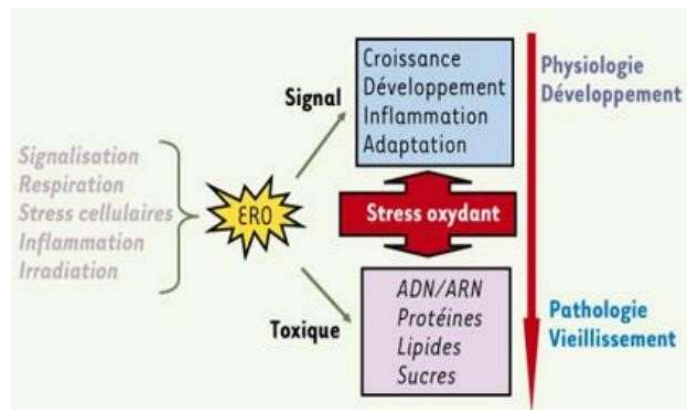 Signalisation
Respiration
Stress cellulaires
Inflammation
Irradiation
ERO
Signal
Toxique
Croissance
Développement
Inflammation
Adaptation
Stress oxydant
ADN/ARN
Protéines
Lipides
Sucres
Physiologie
Développement
Pathologie
Vieillissement